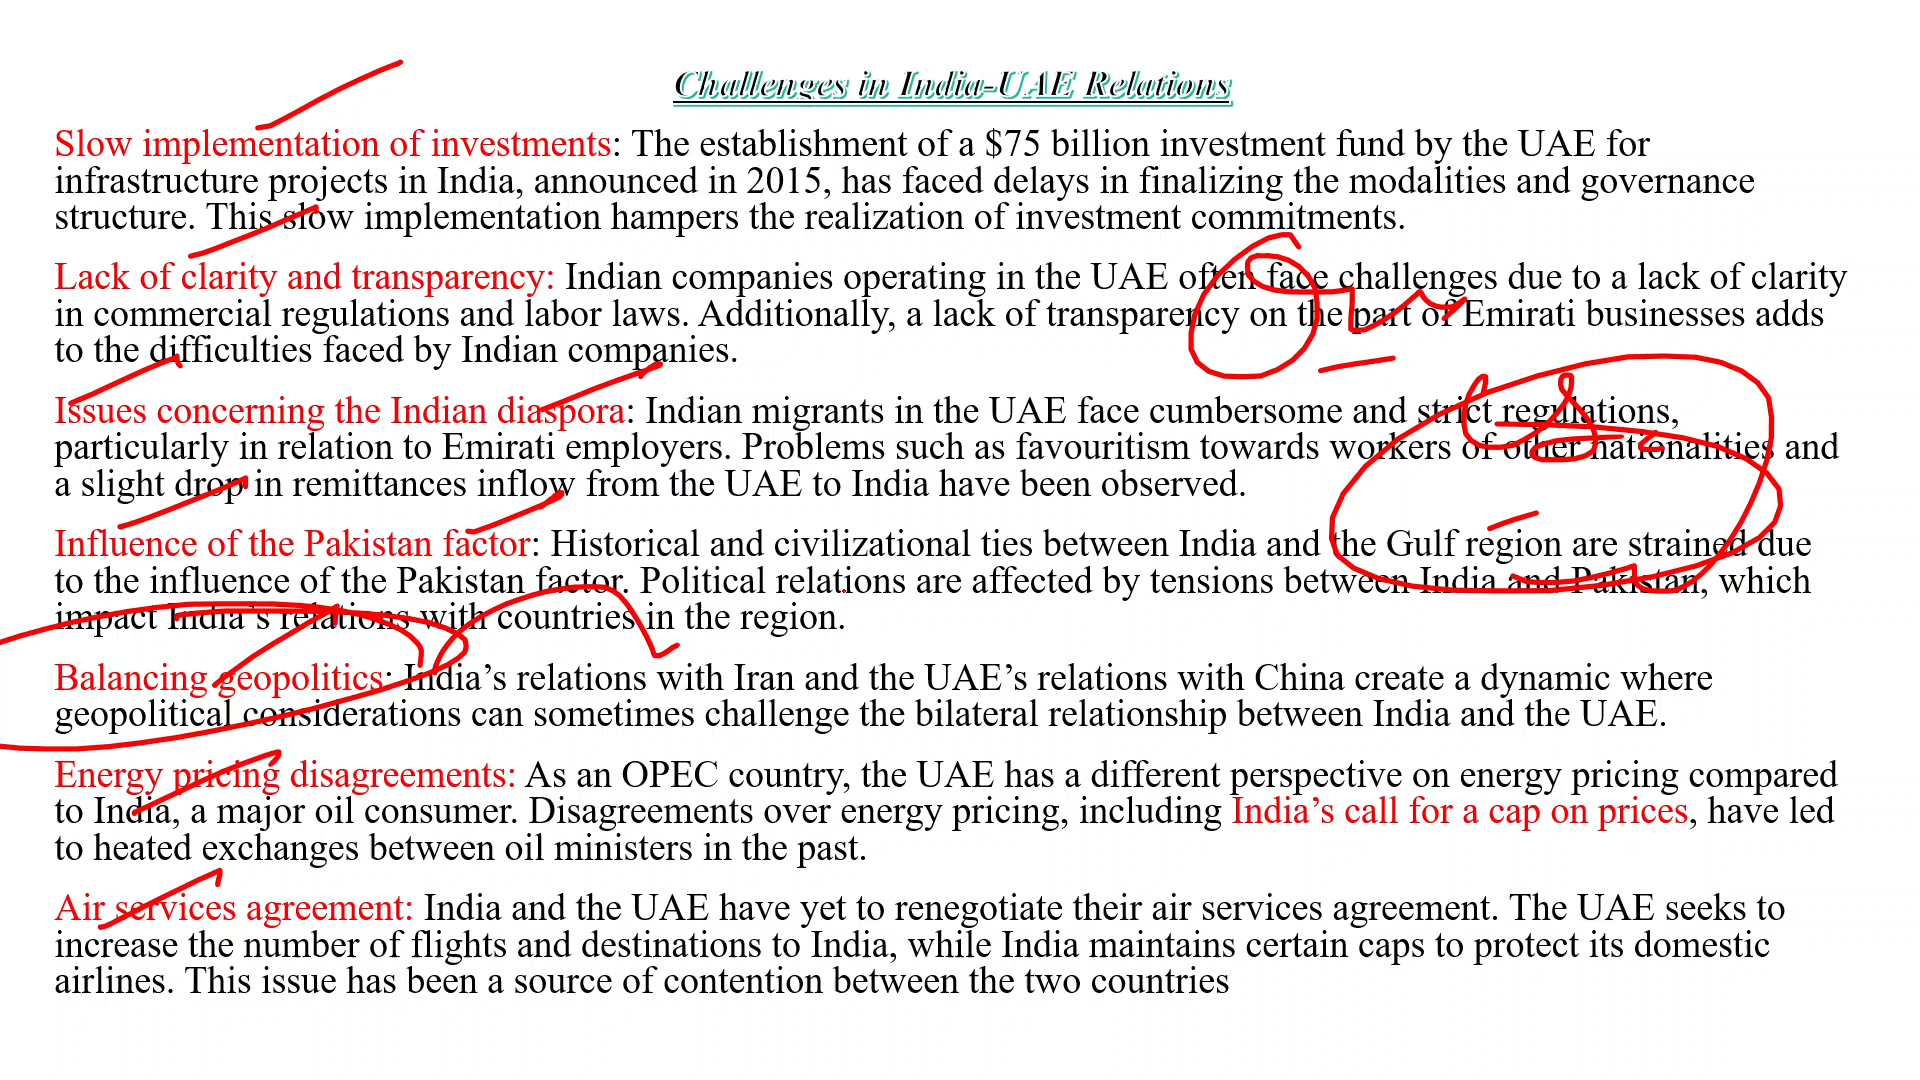 Challenges in India-UAE Relations
Slow implementation of investments: The establishment of a $75 billion investment fund by the UAE for
infrastructure projects in India, announced in 2015, has faced delays in finalizing the modalities and governance
structure. This slow implementation hampers the realization of investment commitments.
Lack of clarity and transparency: Indian companies operating in the UAE often face challenges due to a lack of clarity
in commercial regulations and labor laws. Additionally, a lack of transparency on the part of Emirati businesses adds
to the difficulties faced by Indian companies.
Issues concerning the Indian diaspora: Indian migrants in the UAE face cumbersome and strict regulations,
particularly in relation to Emirati employers. Problems such as favouritism towards workers of other nationalities and
a slight drop in remittances inflow from the UAE to India have been observed.
Influence of the Pakistan factor: Historical and civilizational ties between India and the Gulf region are strained due
to the influence of the Pakistan factor. Political relations are affected by tensions between India and Pakistan, which
impact India’s relations with countries in the region.
Balancing geopolitics: India’s relations with Iran and the UAE’s relations with China create a dynamic where
geopolitical considerations can sometimes challenge the bilateral relationship between India and the UAE.
Energy pricing disagreements: As an OPEC country, the UAE has a different perspective on energy pricing compared
to India, a major oil consumer. Disagreements over energy pricing, including India’s call for a cap on prices, have led
to heated exchanges between oil ministers in the past.
Air services agreement: India and the UAE have yet to renegotiate their air services agreement. The UAE seeks to
increase the number of flights and destinations to India, while India maintains certain caps to protect its domestic
airlines. This issue has been a source of contention between the two countries